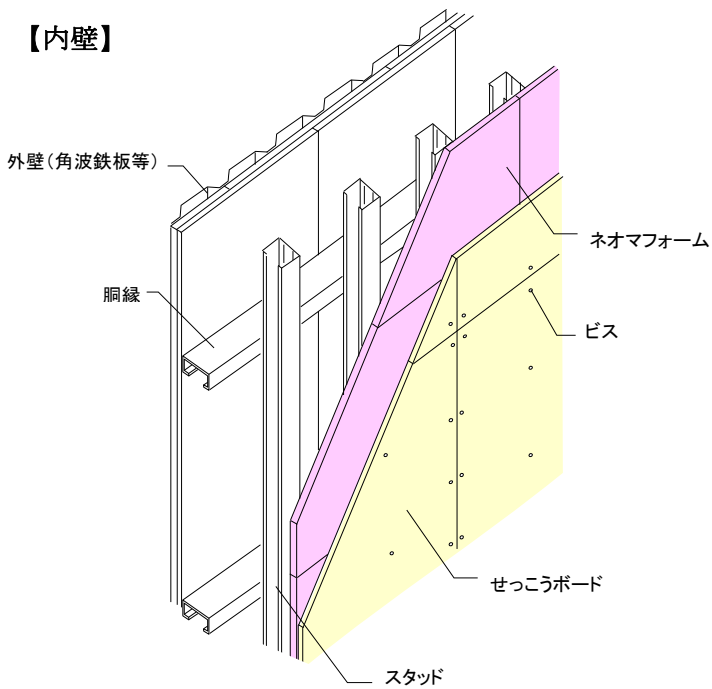 【内壁】
外壁（角波鉄板等）
ネオマフォーム
胴縁
ビス
せっこうボード
スタッド